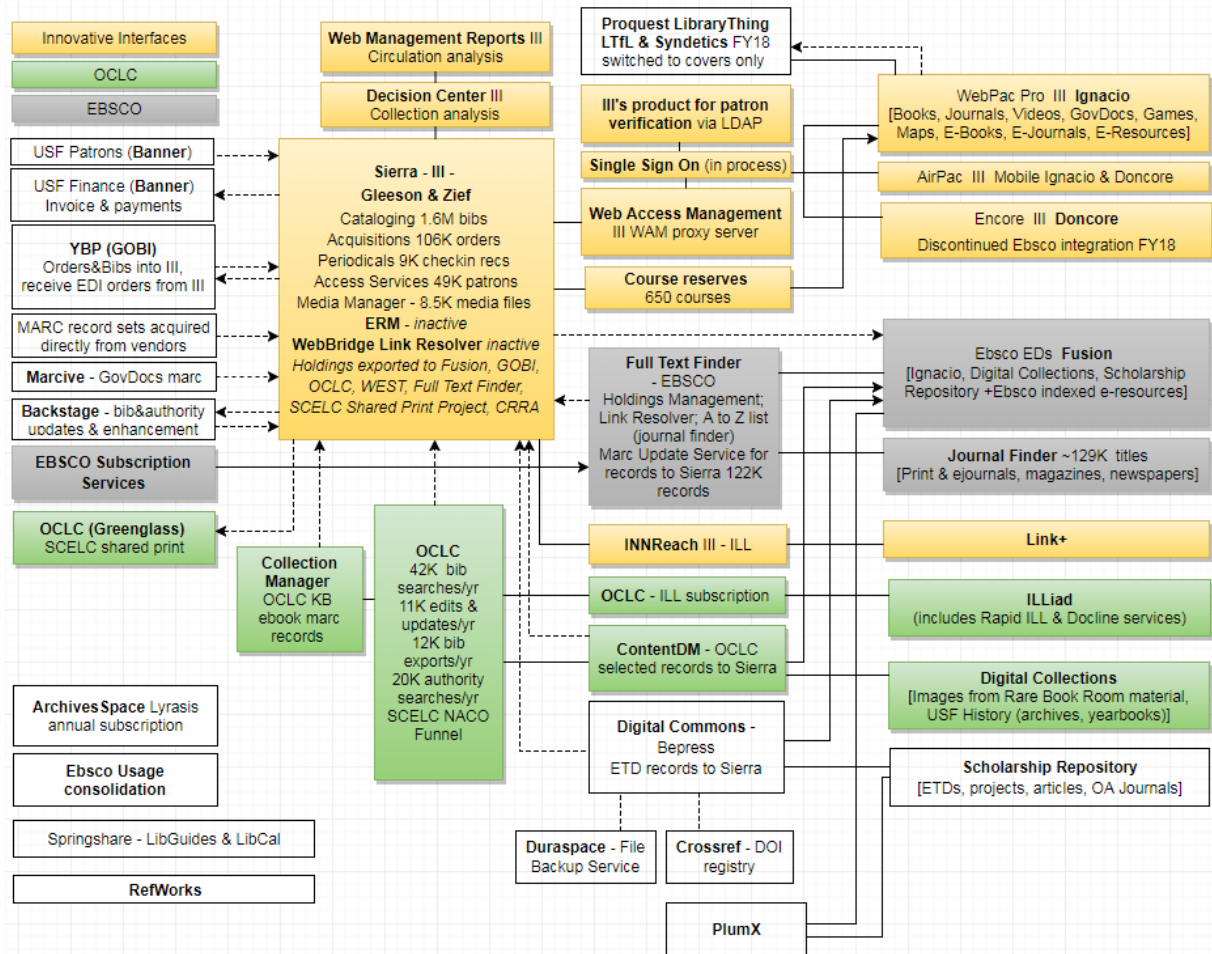 Innovative Interfaces
OCLC
EBSCO
Web Management Reports III
Circulation analysis
Decision Center III
Collection analysis
Proquest LibraryThing
LTfL & Syndetics FY18
switched to covers only
III's product for patron
verification via LDAP
Single Sign On (in process)
Web Access Management
III WAM proxy server
Course reserves
650 courses
WebPac Pro III Ignacio
[Books, Journals, Videos, GovDocs, Games,
Maps, E-Books, E-Journals, E-Resources]
AirPac III Mobile Ignacio & Doncore
Encore III Doncore
Discontinued Ebsco integration FY18
USF Patrons (Banner)
USF Finance (Banner)
Invoice & payments
YBP (GOBI)
Orders&Bibs into III,
receive EDI orders from III
MARC record sets acquired
directly from vendors
Marcive - GovDocs marc
Backstage - bib&authority
updates & enhancement
EBSCO Subscription
Services
OCLC (Greenglass)
SCELC shared print
Sierra - III -
Gleeson & Zief
Cataloging 1.6M bibs
Acquisitions 106K orders
Periodicals 9K checkin recs
Access Services 49K patrons
Media Manager - 8.5K media files
ERM - inactive
WebBridge Link Resolver inactive
Holdings exported to Fusion, GOBI,
OCLC, WEST, Full Text Finder,
SCELC Shared Print Project, CRRA
Full Text Finder
- EBSCO
Holdings Management;
Link Resolver; A to Z list
(journal finder)
Marc Update Service for
records to Sierra 122K
records
Ebsco EDs Fusion
[Ignacio, Digital Collections, Scholarship
Repository +Ebsco indexed e-resources]
Journal Finder ~129K titles
[Print & ejournals, magazines, newspapers]
Collection
Manager
OCLC KB
ebook marc
records
OCLC
42K bib
searches/yr
11K edits &
updates/yr
12K bib
exports/yr
20K authority
searches/yr
SCELC NACO
Funnel
INNReach III - ILL
Link+
OCLC - ILL subscription
ILLiad
(includes Rapid ILL & Docline services)
ContentDM - OCLC
selected records to Sierra
Digital Collections
[Images from Rare Book Room material,
USF History (archives, yearbooks)]
Digital Commons -
Bepress
ETD records to Sierra
Scholarship Repository
[ETDs, projects, articles, OA Journals]
ArchivesSpace Lyrasis
annual subscription
Ebsco Usage
consolidation
Springshare - LibGuides & LibCal
RefWorks
Duraspace - File
Backup Service
Crossref - DOI
registry
PlumX